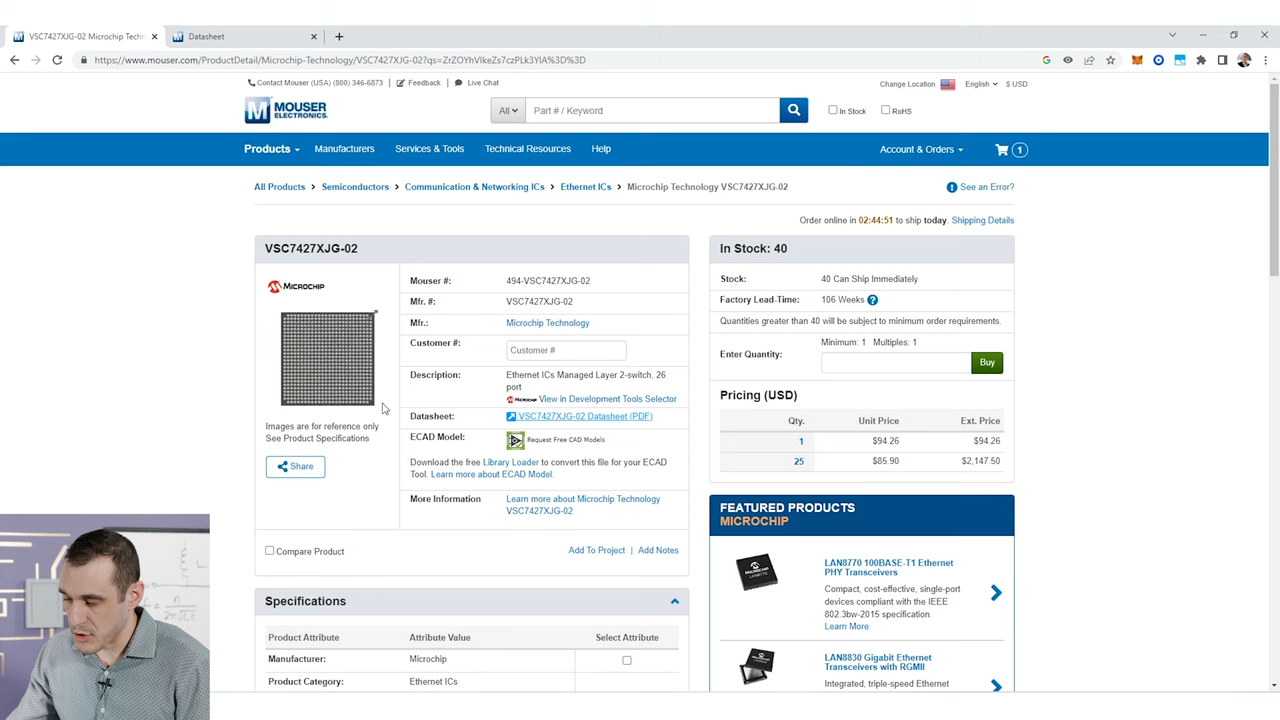 VSC7427XJG-02 Microchip Techn
Datasheet
https://www.mouser.com/ProductDetail/Microchip-Technology/VSC7427XJG-02?qs=ZrZOYhVIkeZs7czPLk3YIA%3D%3D
Contact Mouser (USA) (800) 346-6873 | Feedback | Live Chat
Change Location English $ USD
M MOUSER ELECTRONICS
All Part # / Keyword In Stock RoHS
Products Manufacturers Services & Tools Technical Resources Help Account & Orders 1
All Products > Semiconductors > Communication & Networking ICs > Ethernet ICs > Microchip Technology VSC7427XJG-02
See an Error?
Order online in 02:44:51 to ship today. Shipping Details
VSC7427XJG-02
MICROCHIP
Images are for reference only
See Product Specifications
Share
Mouser #: 494-VSC7427XJG-02
Mfr. #: VSC7427XJG-02
Mfr.: Microchip Technology
Customer #: Customer #
Description: Ethernet ICs Managed Layer 2-switch, 26
port
MICROCHIP View in Development Tools Selector
Datasheet: VSC7427XJG-02 Datasheet (PDF)
ECAD Model: Request Free CAD Models
Download the free Library Loader to convert this file for your ECAD
Tool. Learn more about ECAD Model.
More Information Learn more about Microchip Technology
VSC7427XJG-02
Compare Product
Add To Project | Add Notes
Specifications
Product Attribute Attribute Value Select Attribute
Manufacturer: Microchip
Product Category: Ethernet ICs
In Stock: 40
Stock: 40 Can Ship Immediately
Factory Lead-Time: 106 Weeks ?
Quantities greater than 40 will be subject to minimum order requirements.
Minimum: 1 Multiples: 1
Enter Quantity: Buy
Pricing (USD)
Qty. Unit Price Ext. Price
1 $94.26 $94.26
25 $85.90 $2,147.50
FEATURED PRODUCTS
MICROCHIP
LAN8770 100BASE-T1 Ethernet
PHY Transceivers
Compact, cost-effective, single-port
devices compliant with the IEEE
802.3bw-2015 specification.
Learn More
LAN8830 Gigabit Ethernet
Transceivers with RGMII
Integrated, triple-speed Ethernet